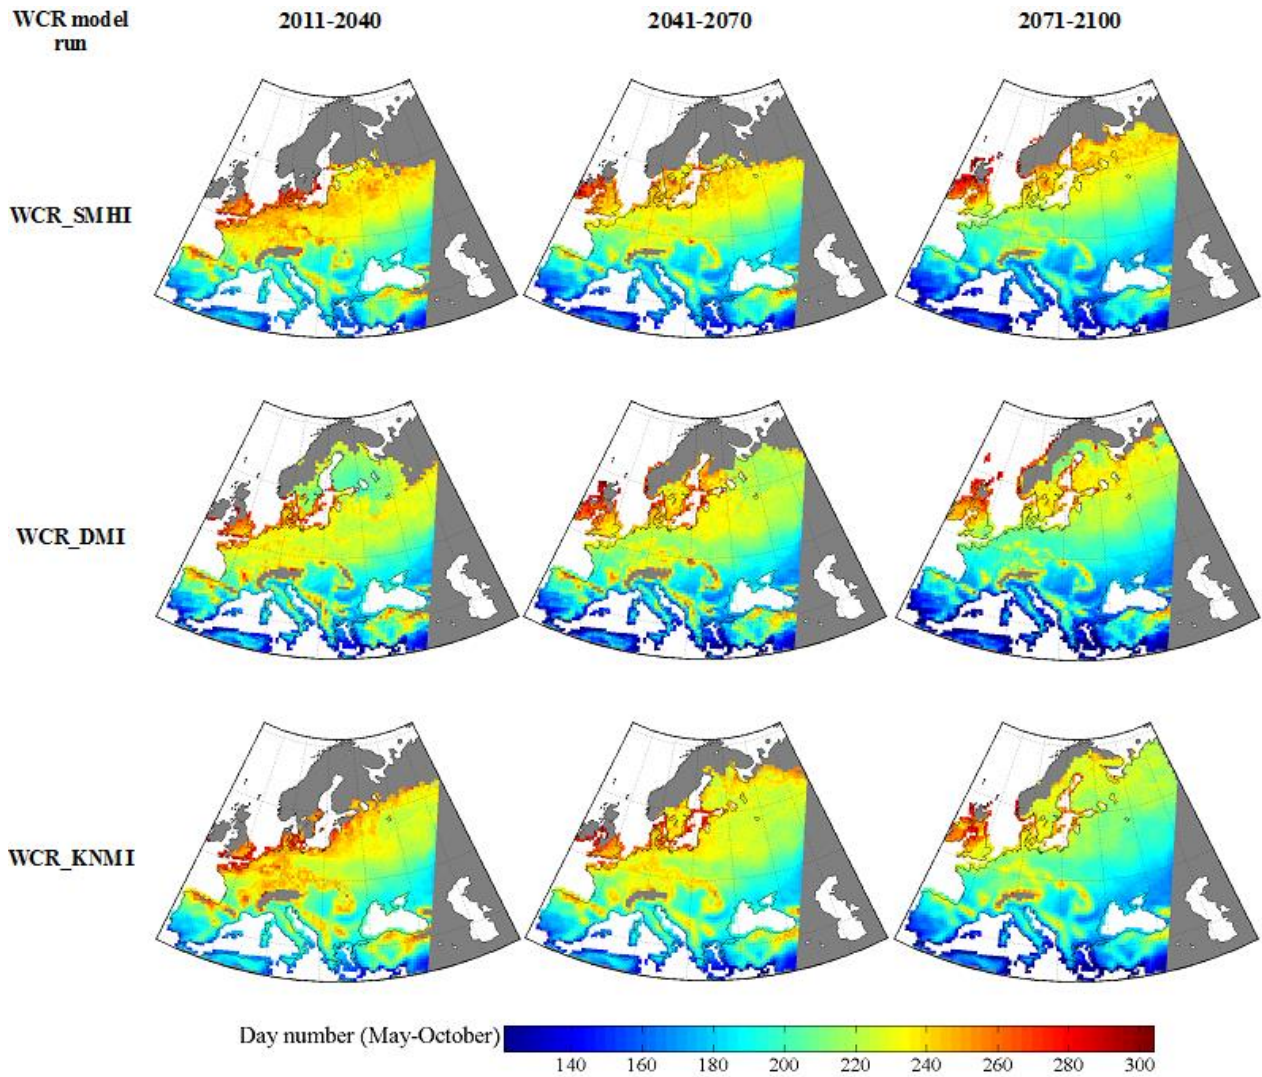 WCR model
run
2011-2040
2041-2070
2071-2100
WCR_SMHI
WCR_DMI
WCR_KNMI
Day number (May-October)
140 160 180 200 220 240 260 280 300